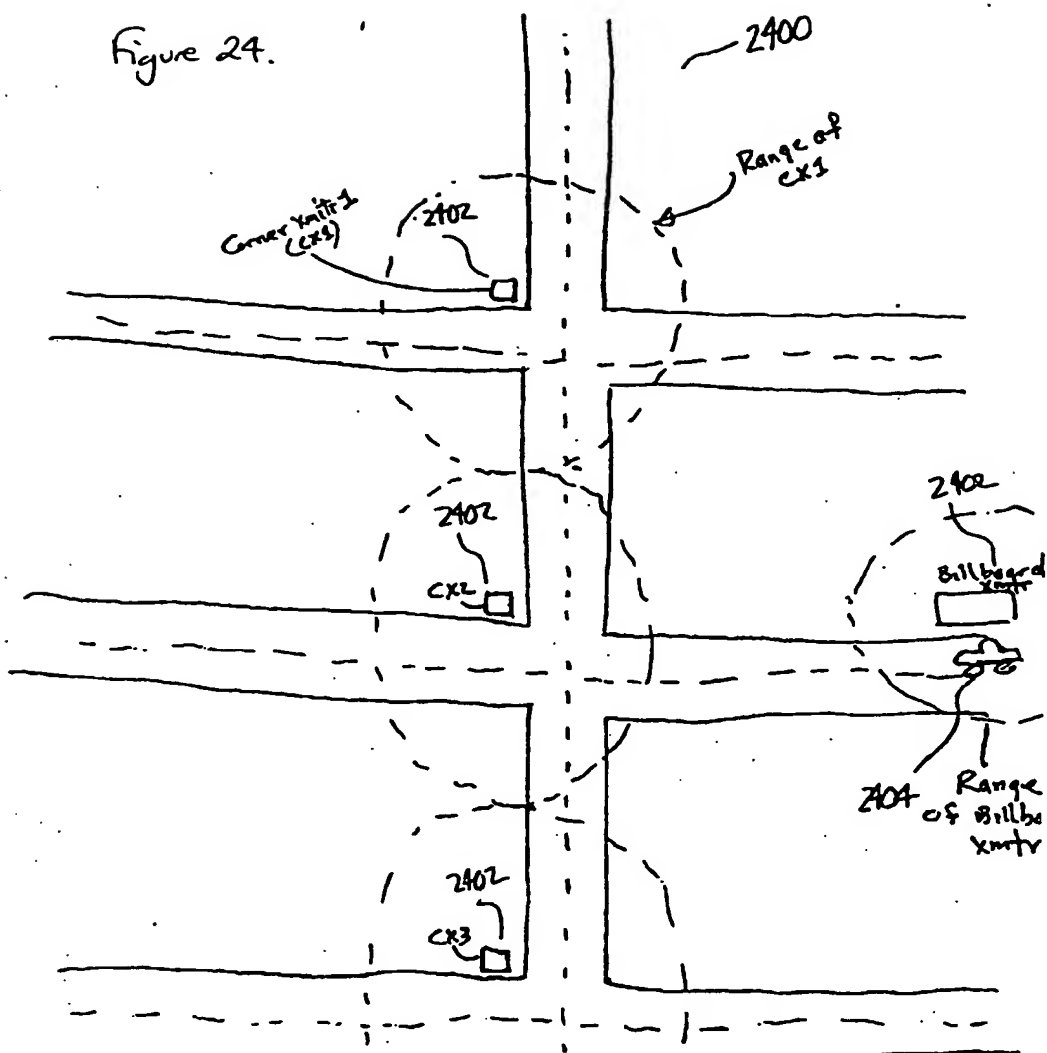 Figure 24.
2400
Range of
CX1
Corner Xmitr 1
(CX1)
2402
2402
CX2
2402
Billboard
xmtr
2404
Range
of Billbo
xmtr
2402
CX3